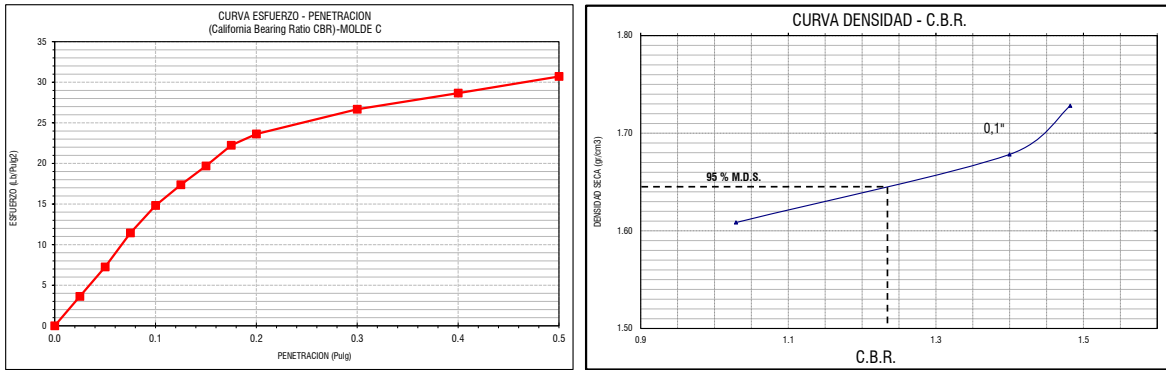 CURVA ESFUERZO - PENETRACION
(California Bearing Ratio CBR)-MOLDE C
35
30
25
20
15
10
5
0
ESFUERZO (Lb/Pulg2)
0.0 0.1 0.2 0.3 0.4 0.5
PENETRACION (Pulg)
CURVA DENSIDAD - C.B.R.
1.80
1.70
1.60
1.50
DENSIDAD SECA (gr/cm3)
0,1"
95 % M.D.S.
0.9 1.1 1.3 1.5
C.B.R.